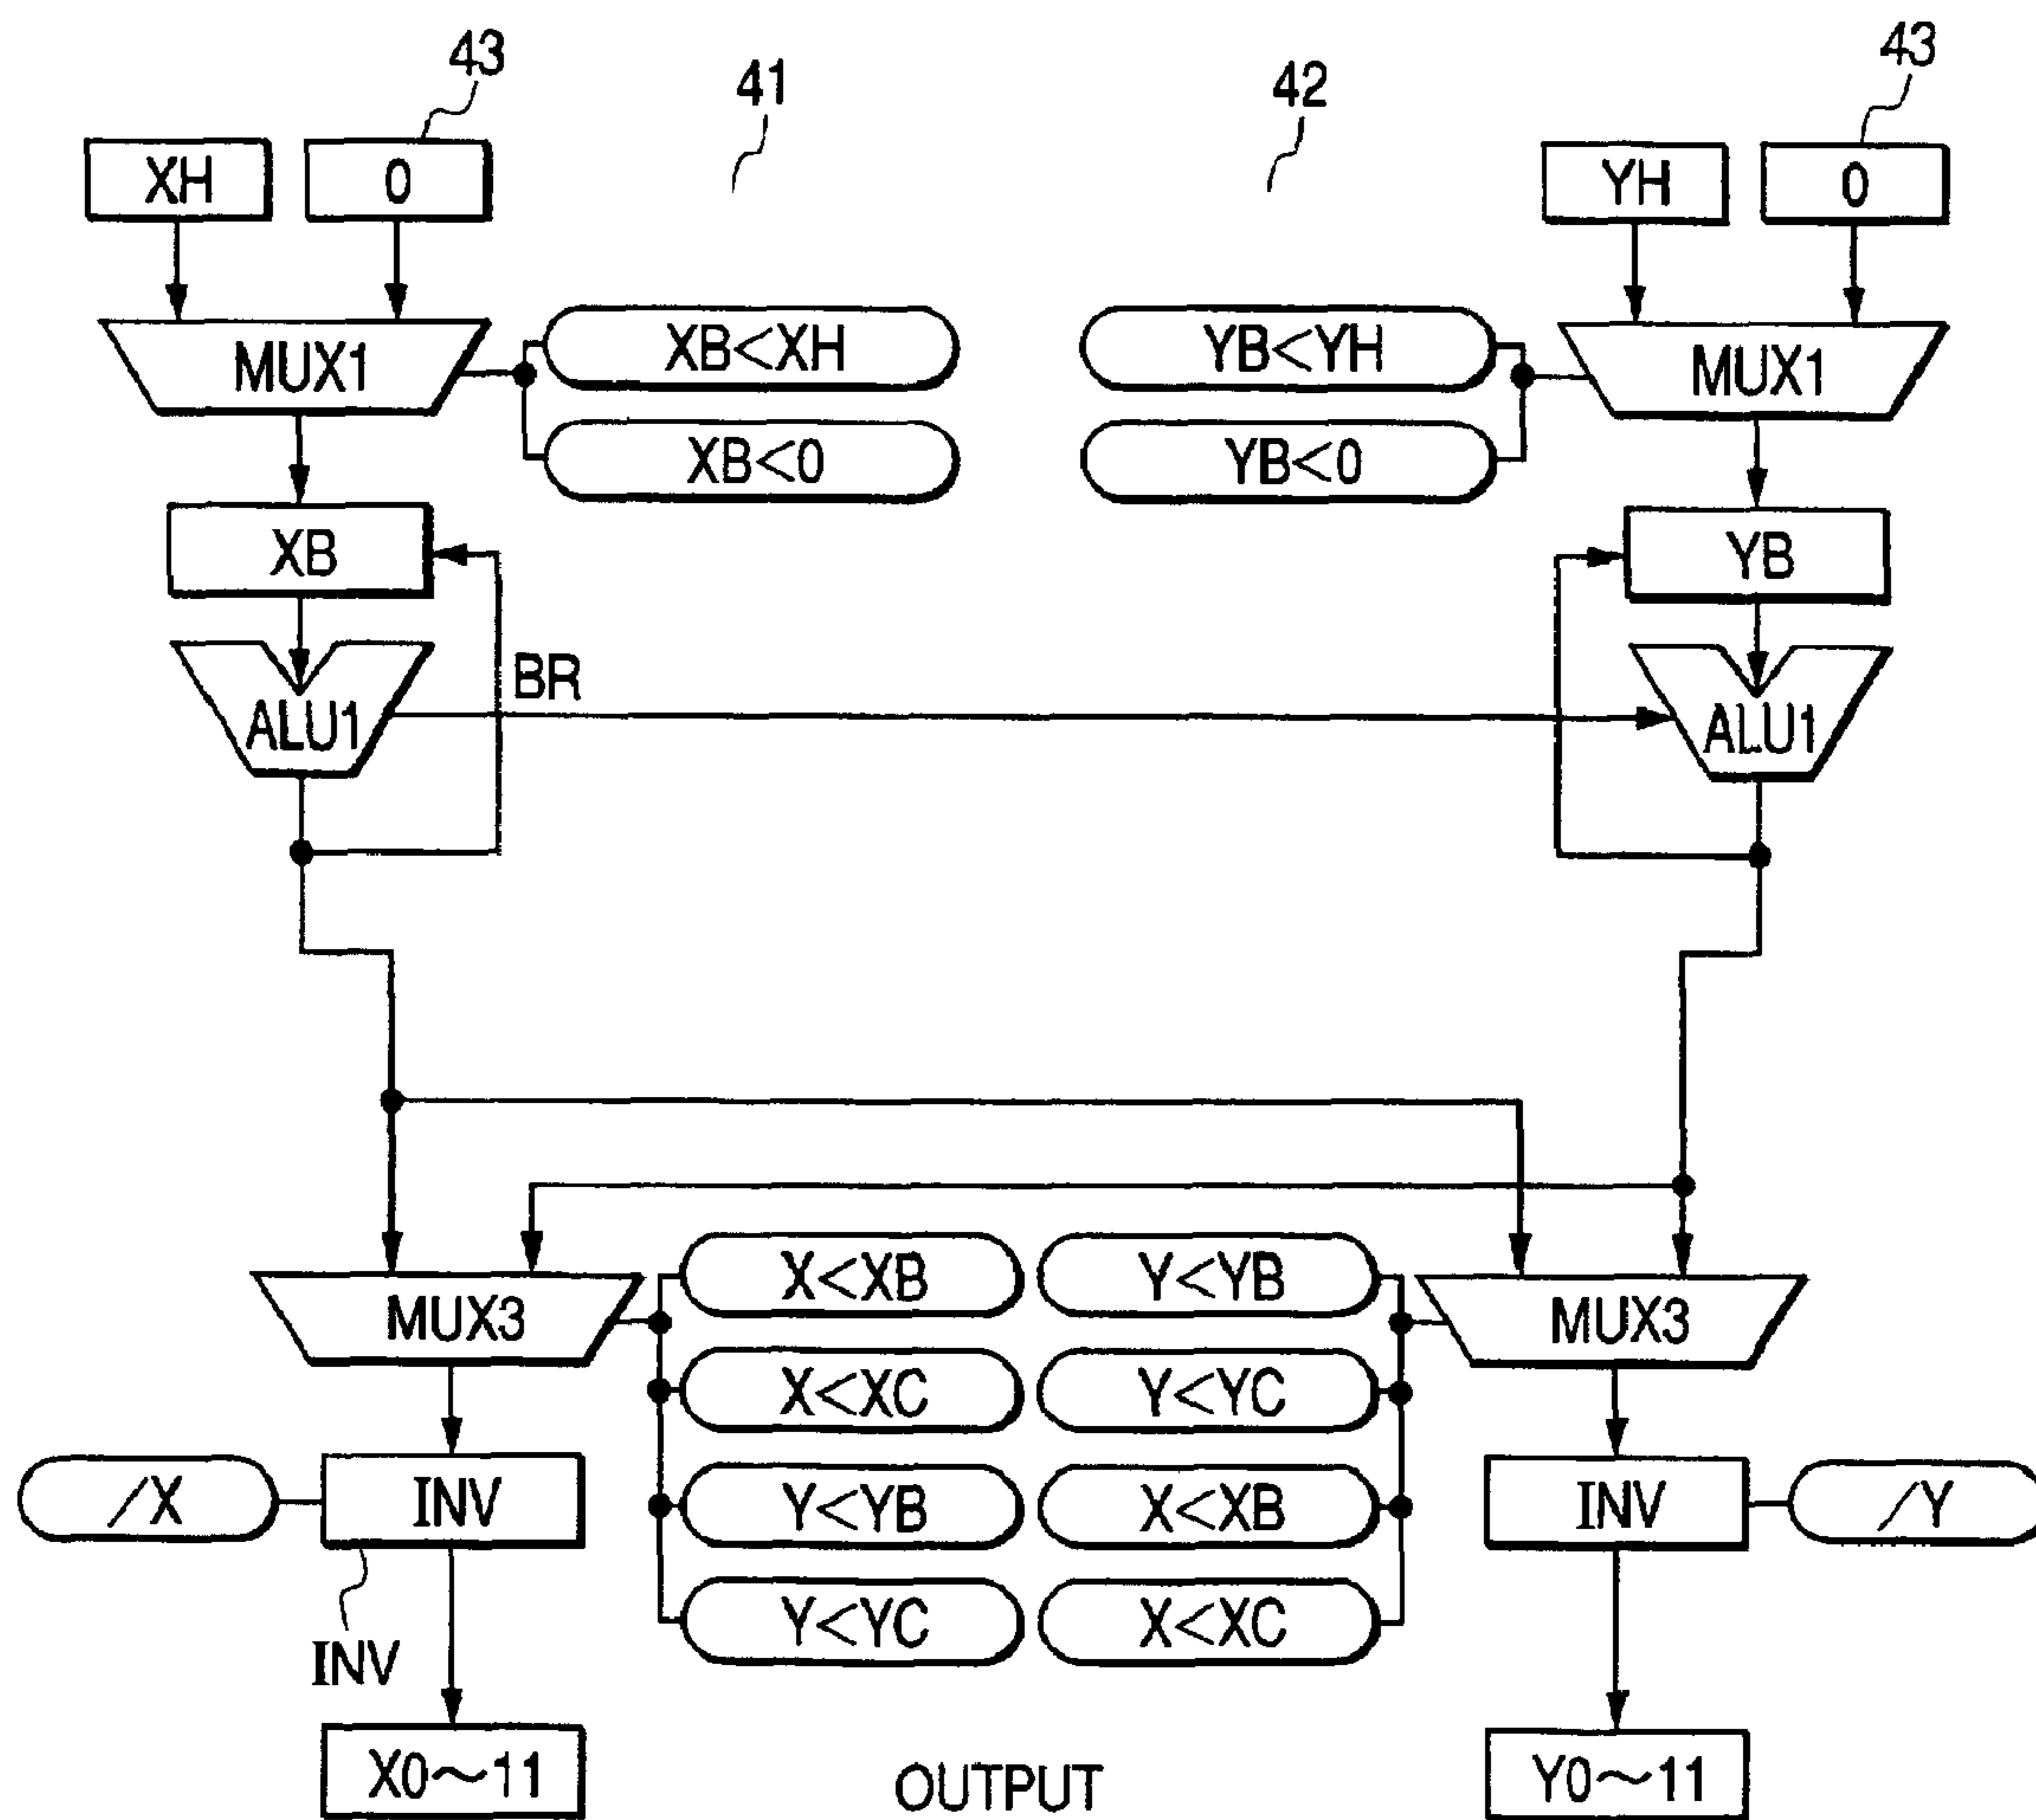 43
41
42
43
XH
0
YH
0
MUX1
XB<XH
YB<YH
MUX1
XB<0
YB<0
XB
YB
BR
ALU1
ALU1
MUX3
X<XB
Y<YB
MUX3
X<XC
Y<YC
/X
INV
Y<YB
X<XB
INV
/Y
INV
Y<YC
X<XC
X0~11
OUTPUT
Y0~11